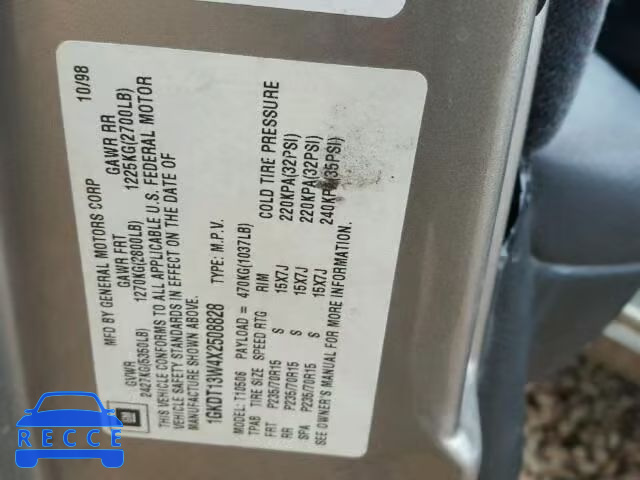 MFD BY GENERAL MOTORS CORP 10/98
GVWR GAWR FRT GAWR RR
2427KG(5350LB) 1270KG(2800LB) 1225KG(2700LB)
THIS VEHICLE CONFORMS TO ALL APPLICABLE U.S. FEDERAL MOTOR
VEHICLE SAFETY STANDARDS IN EFFECT ON THE DATE OF
MANUFACTURE SHOWN ABOVE.
1GKDT13W4X2508828 TYPE: M.P.V.
MODEL: T10506 PAYLOAD = 470KG(1037LB)
TPAB TIRE SIZE SPEED RTG RIM COLD TIRE PRESSURE
FRT P235/70R15 S 15X7J 220KPA(32PSI)
RR P235/70R15 S 15X7J 220KPA(32PSI)
SPA P235/70R15 S 15X7J 240KPA(35PSI)
SEE OWNER'S MANUAL FOR MORE INFORMATION.
GM
RECCE